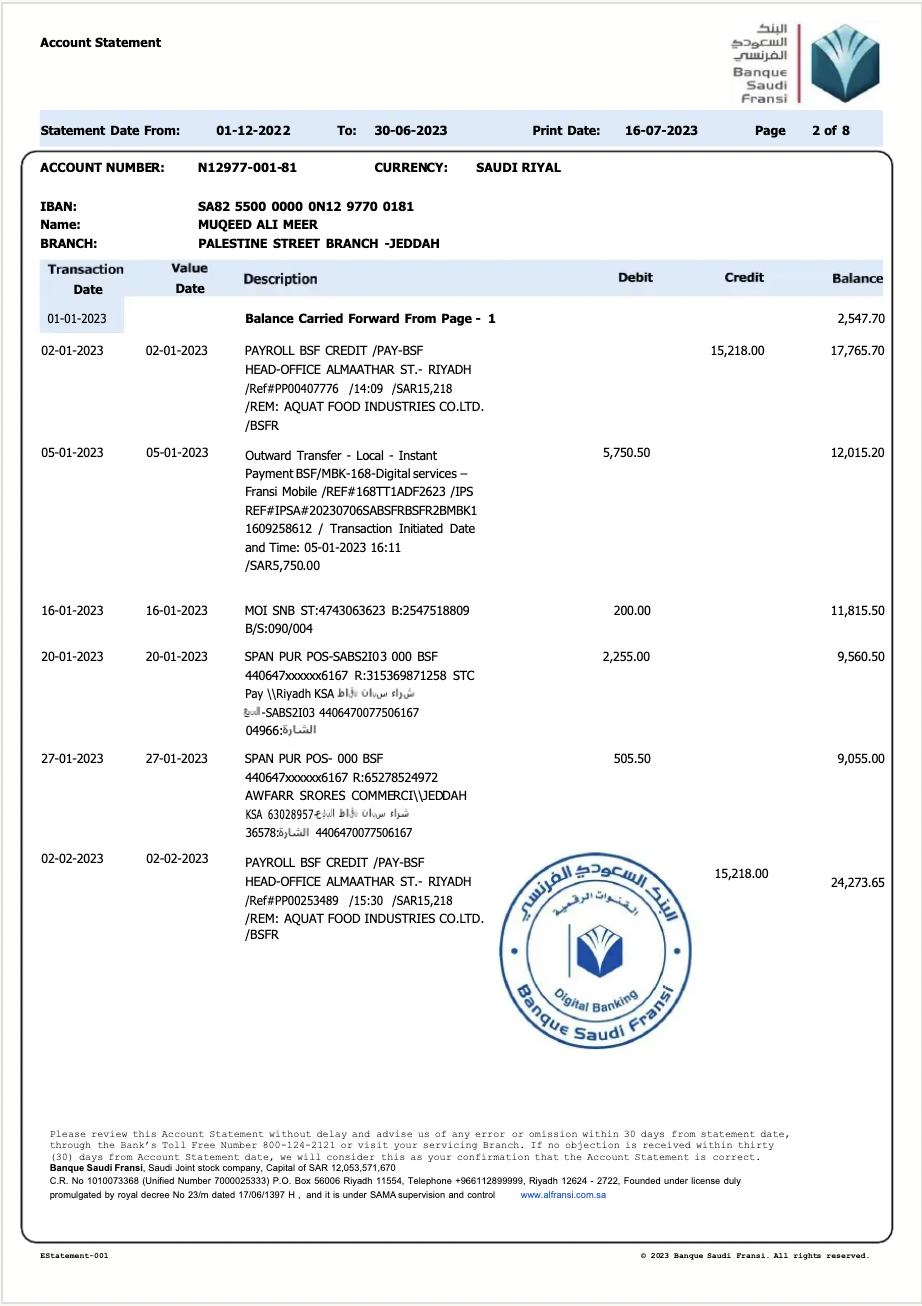 Account Statement
البنك
السعودي
الفرنسي
Banque
Saudi
Fransi
Statement Date From: 01-12-2022 To: 30-06-2023 Print Date: 16-07-2023 Page 2 of 8
ACCOUNT NUMBER: N12977-001-81 CURRENCY: SAUDI RIYAL
IBAN: SA82 5500 0000 0N12 9770 0181
Name: MUQEED ALI MEER
BRANCH: PALESTINE STREET BRANCH -JEDDAH
Transaction Date Value Date Description Debit Credit Balance
01-01-2023 Balance Carried Forward From Page - 1 2,547.70
02-01-2023 02-01-2023 PAYROLL BSF CREDIT /PAY-BSF 15,218.00 17,765.70
HEAD-OFFICE ALMAATHAR ST.- RIYADH
/Ref#PP00407776 /14:09 /SAR15,218
/REM: AQUAT FOOD INDUSTRIES CO.LTD.
/BSFR
05-01-2023 05-01-2023 Outward Transfer - Local - Instant 5,750.50 12,015.20
Payment BSF/MBK-168-Digital services –
Fransi Mobile /REF#168TT1ADF2623 /IPS
REF#IPSA#20230706SABSFRBSFR2BMBK1
1609258612 / Transaction Initiated Date
and Time: 05-01-2023 16:11
/SAR5,750.00
16-01-2023 16-01-2023 MOI SNB ST:4743063623 B:2547518809 200.00 11,815.50
B/S:090/004
20-01-2023 20-01-2023 SPAN PUR POS-SABS2I03 000 BSF 2,255.00 9,560.50
440647xxxxxx6167 R:315369871258 STC
Pay \\Riyadh KSA شراء سبان نقاط
البيع-SABS2I03 4406470077506167
04966:الشارة
27-01-2023 27-01-2023 SPAN PUR POS- 000 BSF 505.50 9,055.00
440647xxxxxx6167 R:65278524972
AWFARR SRORES COMMERCI\\JEDDAH
KSA 63028957-شراء سبان نقاط البيع
36578:الشارة 4406470077506167
02-02-2023 02-02-2023 PAYROLL BSF CREDIT /PAY-BSF 15,218.00 24,273.65
HEAD-OFFICE ALMAATHAR ST.- RIYADH
/Ref#PP00253489 /15:30 /SAR15,218
/REM: AQUAT FOOD INDUSTRIES CO.LTD.
/BSFR
البنك السعودي الفرنسي
القنوات الرقمية
Digital Banking
Banque Saudi Fransi
Please review this Account Statement without delay and advise us of any error or omission within 30 days from statement date,
through the Bank's Toll Free Number 800-124-2121 or visit your servicing Branch. If no objection is received within thirty
(30) days from Account Statement date, we will consider this as your confirmation that the Account Statement is correct.
Banque Saudi Fransi, Saudi Joint stock company, Capital of SAR 12,053,571,670
C.R. No 1010073368 (Unified Number 7000025333) P.O. Box 56006 Riyadh 11554, Telephone +966112899999, Riyadh 12624 - 2722, Founded under license duly
promulgated by royal decree No 23/m dated 17/06/1397 H , and it is under SAMA supervision and control www.alfransi.com.sa
EStatement-001 © 2023 Banque Saudi Fransi. All rights reserved.